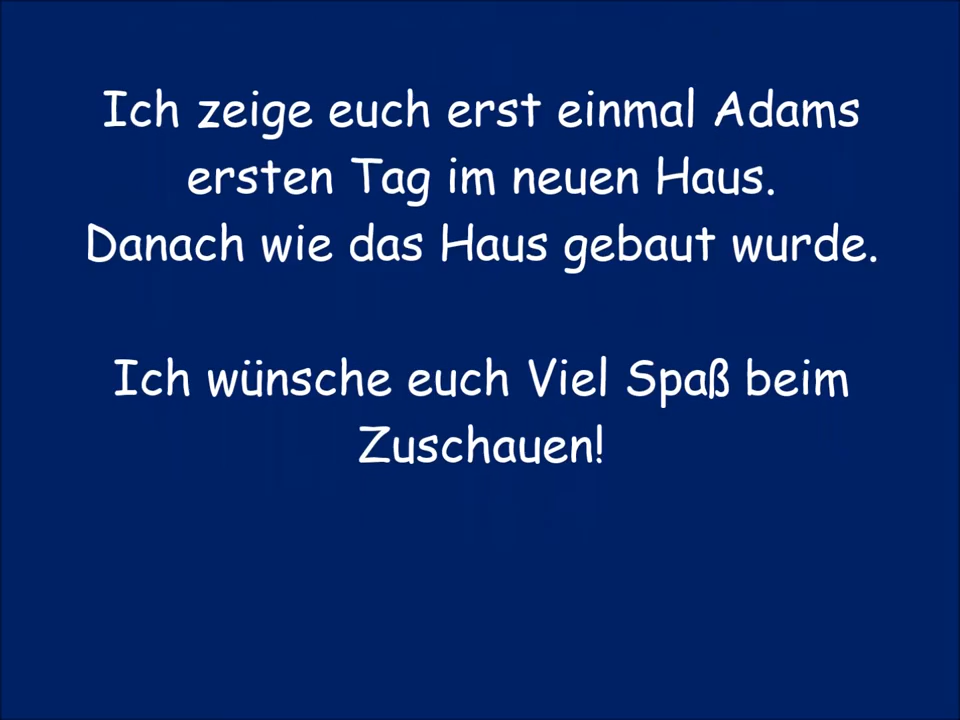 Ich zeige euch erst einmal Adams
ersten Tag im neuen Haus.
Danach wie das Haus gebaut wurde.
Ich wünsche euch Viel Spaß beim
Zuschauen!